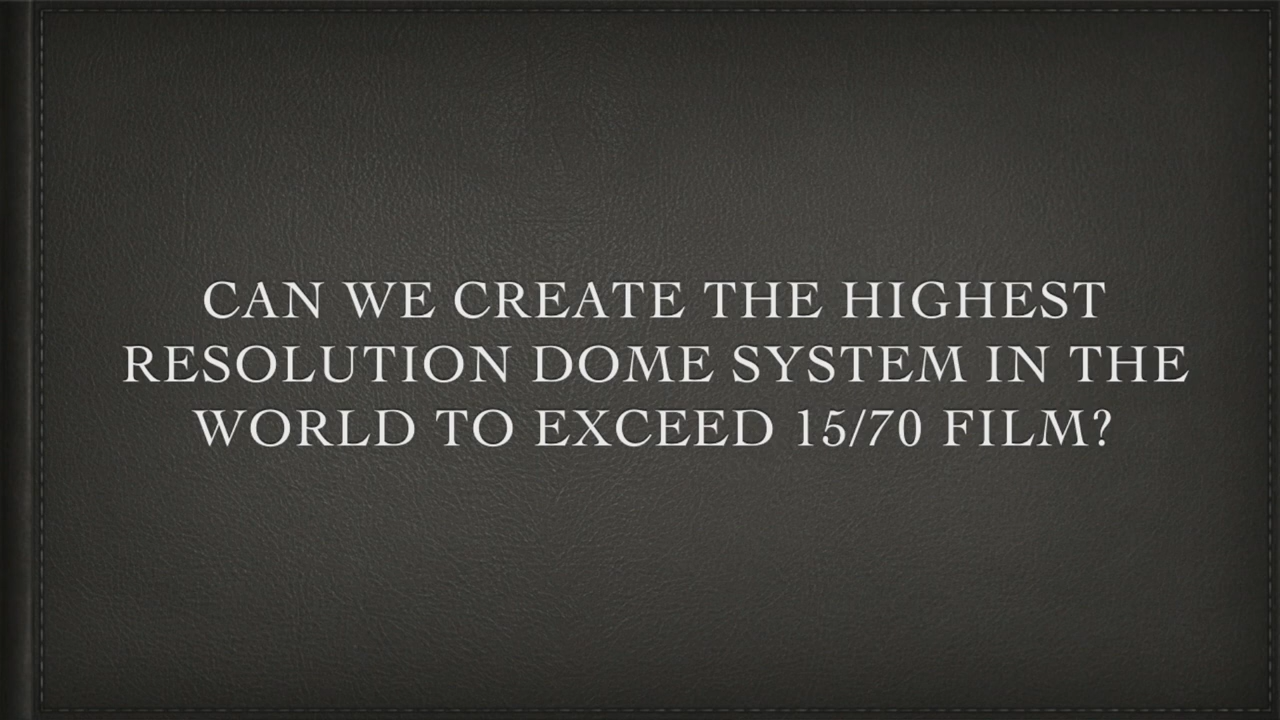 CAN WE CREATE THE HIGHEST
RESOLUTION DOME SYSTEM IN THE
WORLD TO EXCEED 15/70 FILM?